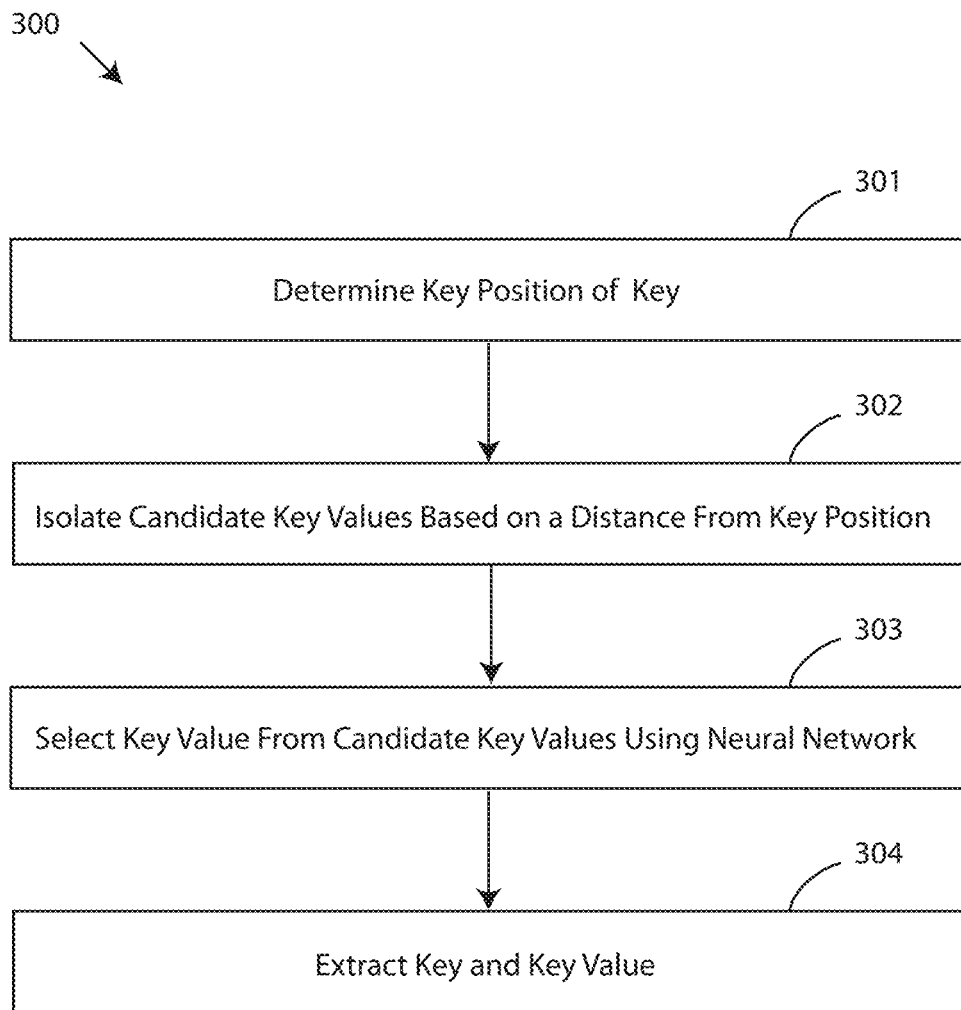 300
301
Determine Key Position of Key
302
Isolate Candidate Key Values Based on a Distance From Key Position
303
Select Key Value From Candidate Key Values Using Neural Network
304
Extract Key and Key Value